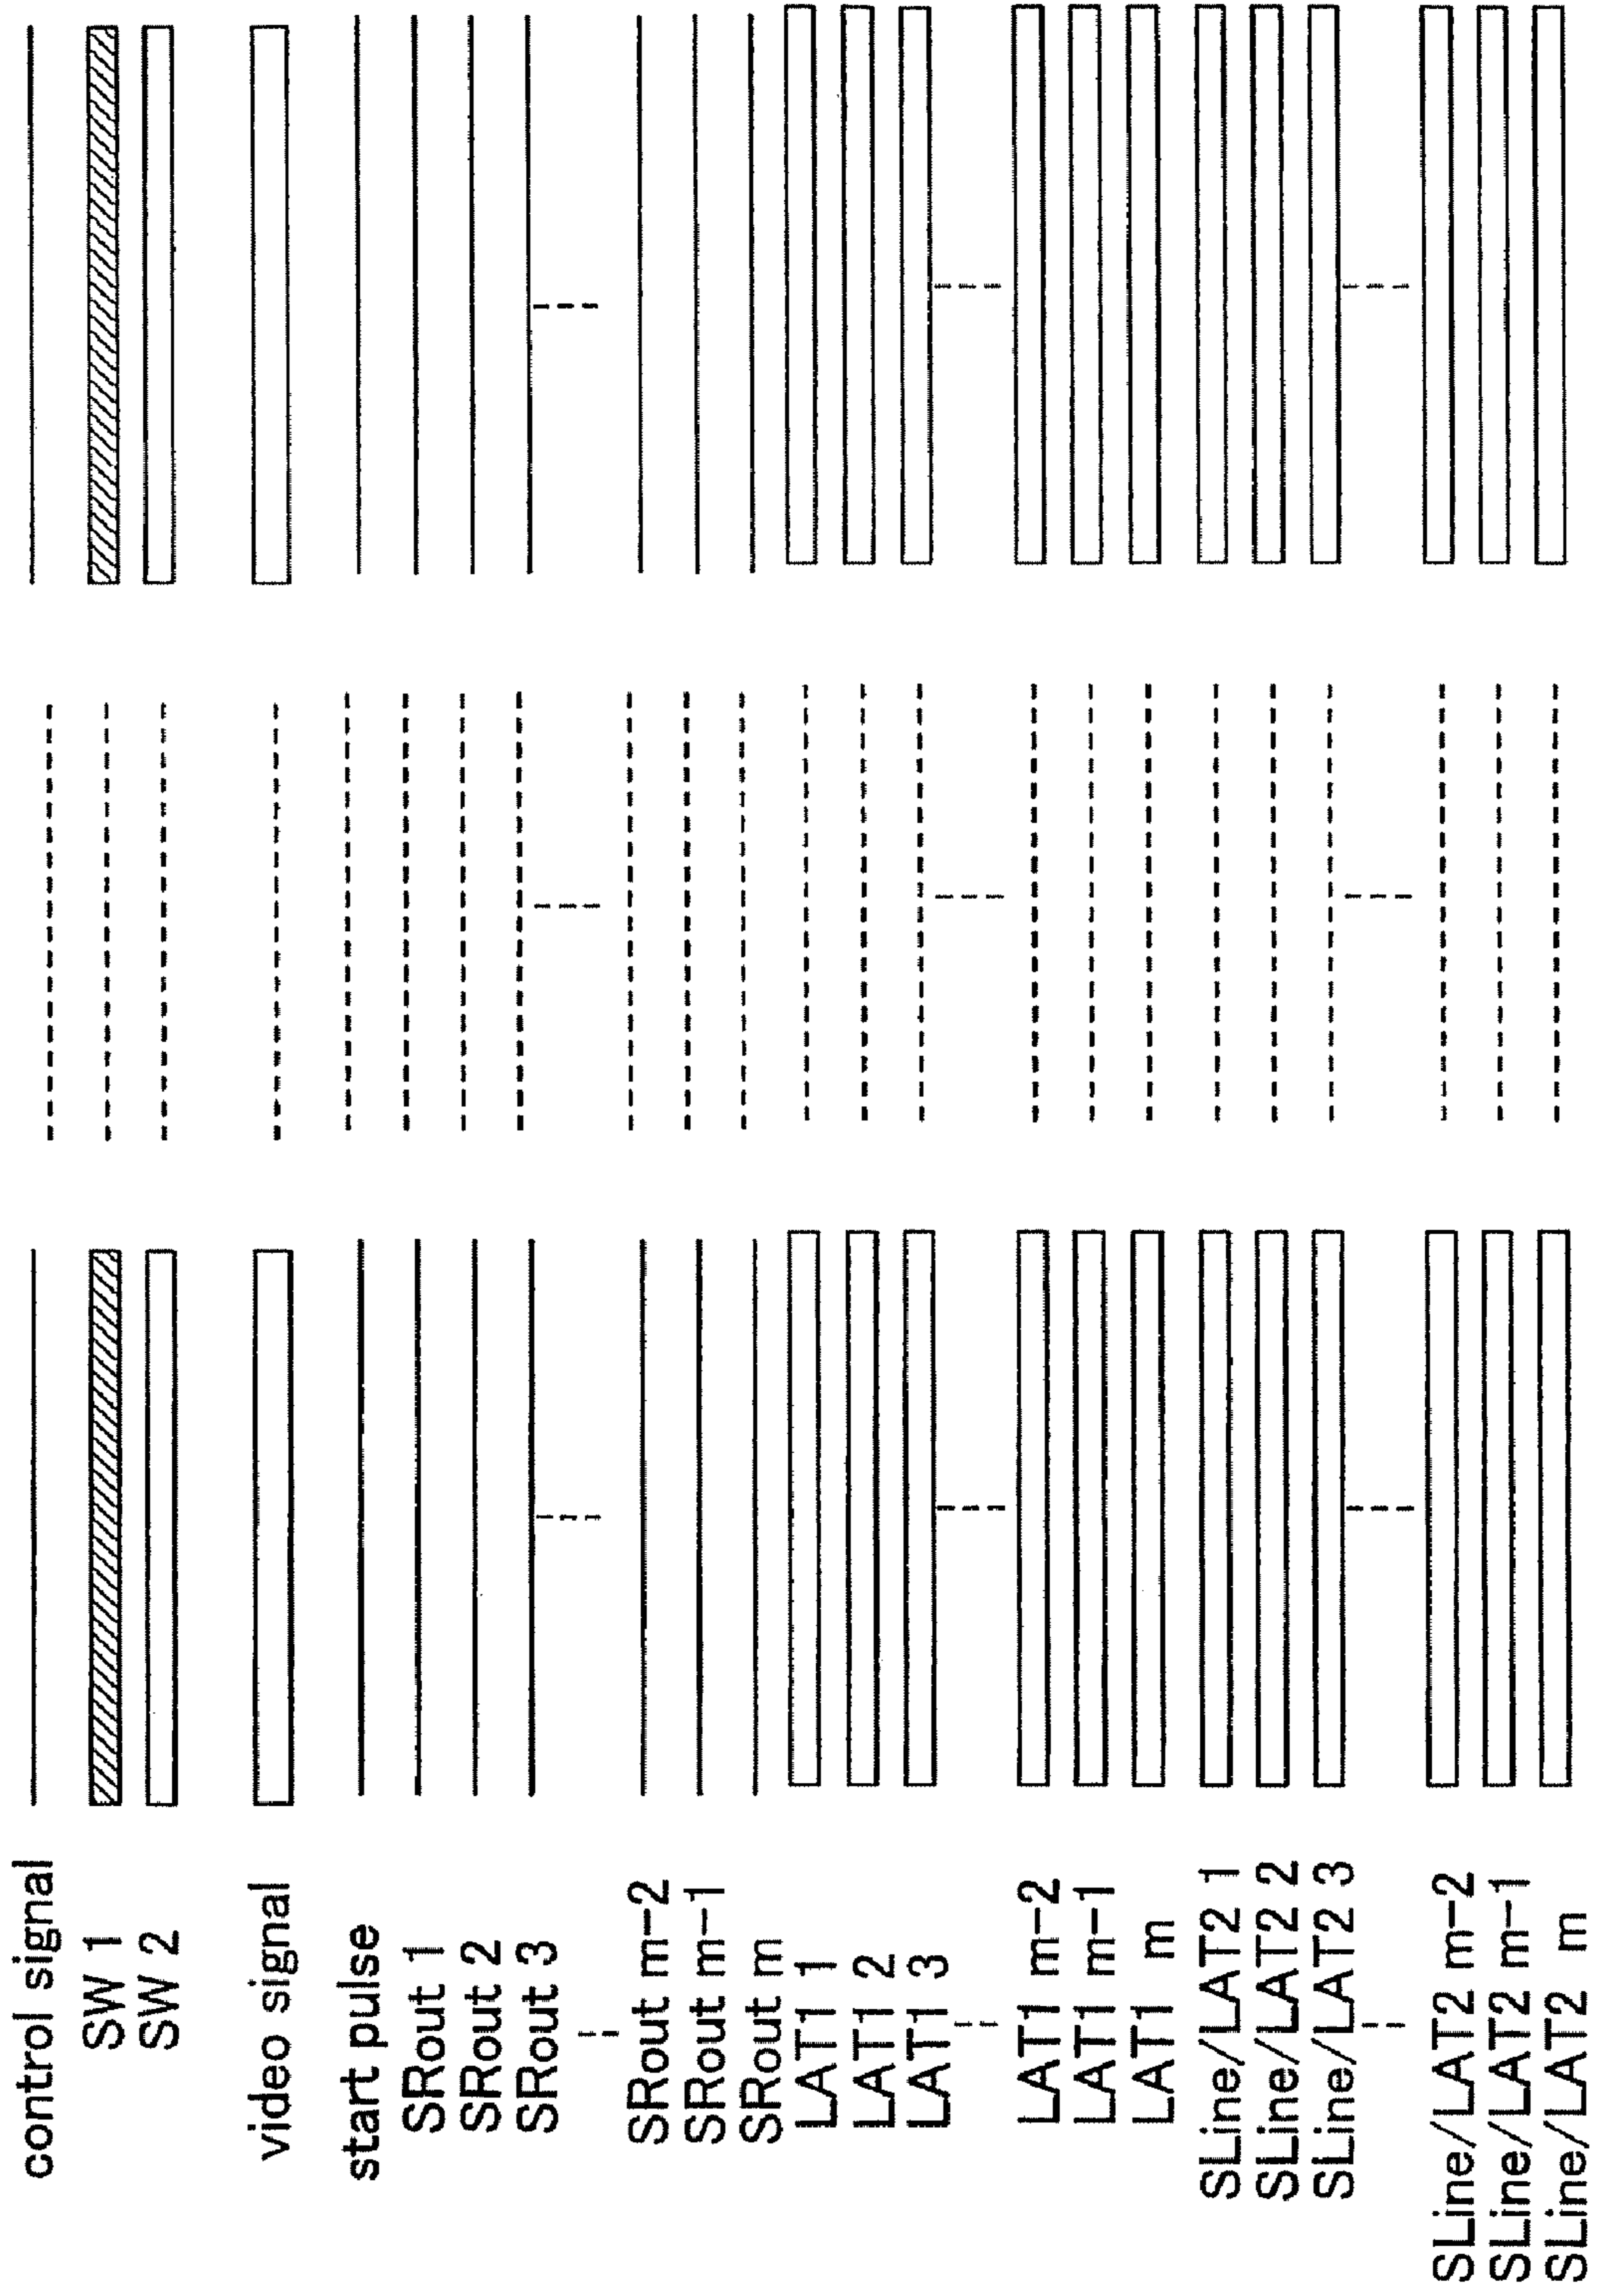 control signal
SW 1
SW 2
video signal
start pulse
SRout 1
SRout 2
SRout 3
SRout m-2
SRout m-1
SRout m
LAT1 1
LAT1 2
LAT1 3
LAT1 m-2
LAT1 m-1
LAT1 m
SLine/LAT2 1
SLine/LAT2 2
SLine/LAT2 3
SLine/LAT2 m-2
SLine/LAT2 m-1
SLine/LAT2 m